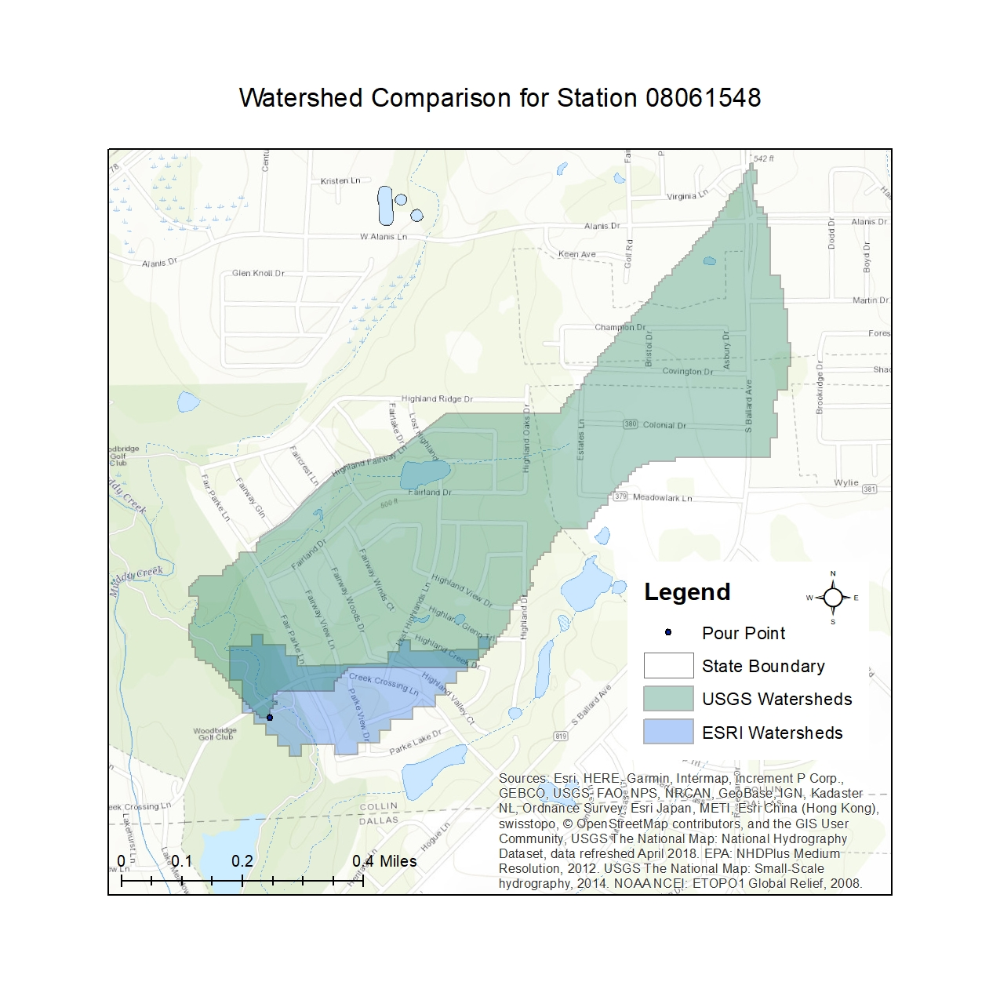 Watershed Comparison for Station 08061548
78
Kristen Ln
542 ft
Virginia Ln
W Alanis Ln
Alanis Dr
Alanis Dr
Alanis Dr
Keen Ave
Golf Rd
Dodd Dr
Boyd Dr
Glen Knoll Dr
Martin Dr
Champion Dr
Bristol Dr
Asbury Dr
Covington Dr
S Ballard Ave
Brookridge Dr
Highland Ridge Dr
Fairlake Dr
Lost Highland
Highland Oaks Dr
Estates Ln
380
Colonial Dr
Golf
Club
Faircrest Ln
Highland Fairway Ln
Fair Parke Ln
Fairway Gln
500 ft
Fairland Dr
379
Meadowlark Ln
Wylie
381
Muddy Creek
Fairland Dr
Fairway Winds Ct
Fairway Woods Dr
Fairway View Ln
Fair Parke Ln
Lost Highlands Ln
Highland View Dr
Highland Glenn Trl
Highland Creek Dr
Highland Dr
Creek Crossing Ln
Parke View Dr
Highland Valley Ct
Parke Lake Dr
S Ballard Ave
819
Woodbridge
Golf Club
Hogue Ln
COLLIN
DALLAS
N
W
E
S
Legend
Pour Point
State Boundary
USGS Watersheds
ESRI Watersheds
Sources: Esri, HERE, Garmin, Intermap, increment P Corp.,
GEBCO, USGS, FAO, NPS, NRCAN, GeoBase, IGN, Kadaster
NL, Ordnance Survey, Esri Japan, METI, Esri China (Hong Kong),
swisstopo, © OpenStreetMap contributors, and the GIS User
Community, USGS The National Map: National Hydrography
Dataset, data refreshed April 2018. EPA: NHDPlus Medium
Resolution, 2012. USGS The National Map: Small-Scale
hydrography, 2014. NOAA NCEI: ETOPO1 Global Relief, 2008.
0 0.1 0.2 0.4 Miles